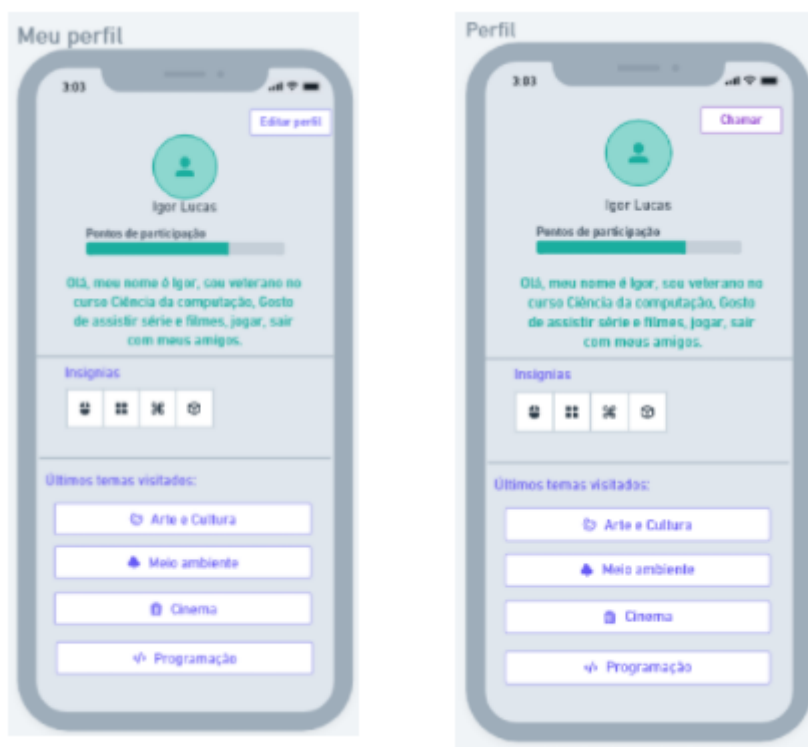 Meu perfil
3:03
Editar perfil
Igor Lucas
Pontos de participação
Olá, meu nome é Igor, sou veterano no
curso Ciência da computação, Gosto
de assistir série e filmes, jogar, sair
com meus amigos.
Insígnias
Últimos temas visitados:
Arte e Cultura
Meio ambiente
Cinema
Programação
Perfil
3:03
Chamar
Igor Lucas
Pontos de participação
Olá, meu nome é Igor, sou veterano no
curso Ciência da computação, Gosto
de assistir série e filmes, jogar, sair
com meus amigos.
Insígnias
Últimos temas visitados:
Arte e Cultura
Meio ambiente
Cinema
Programação